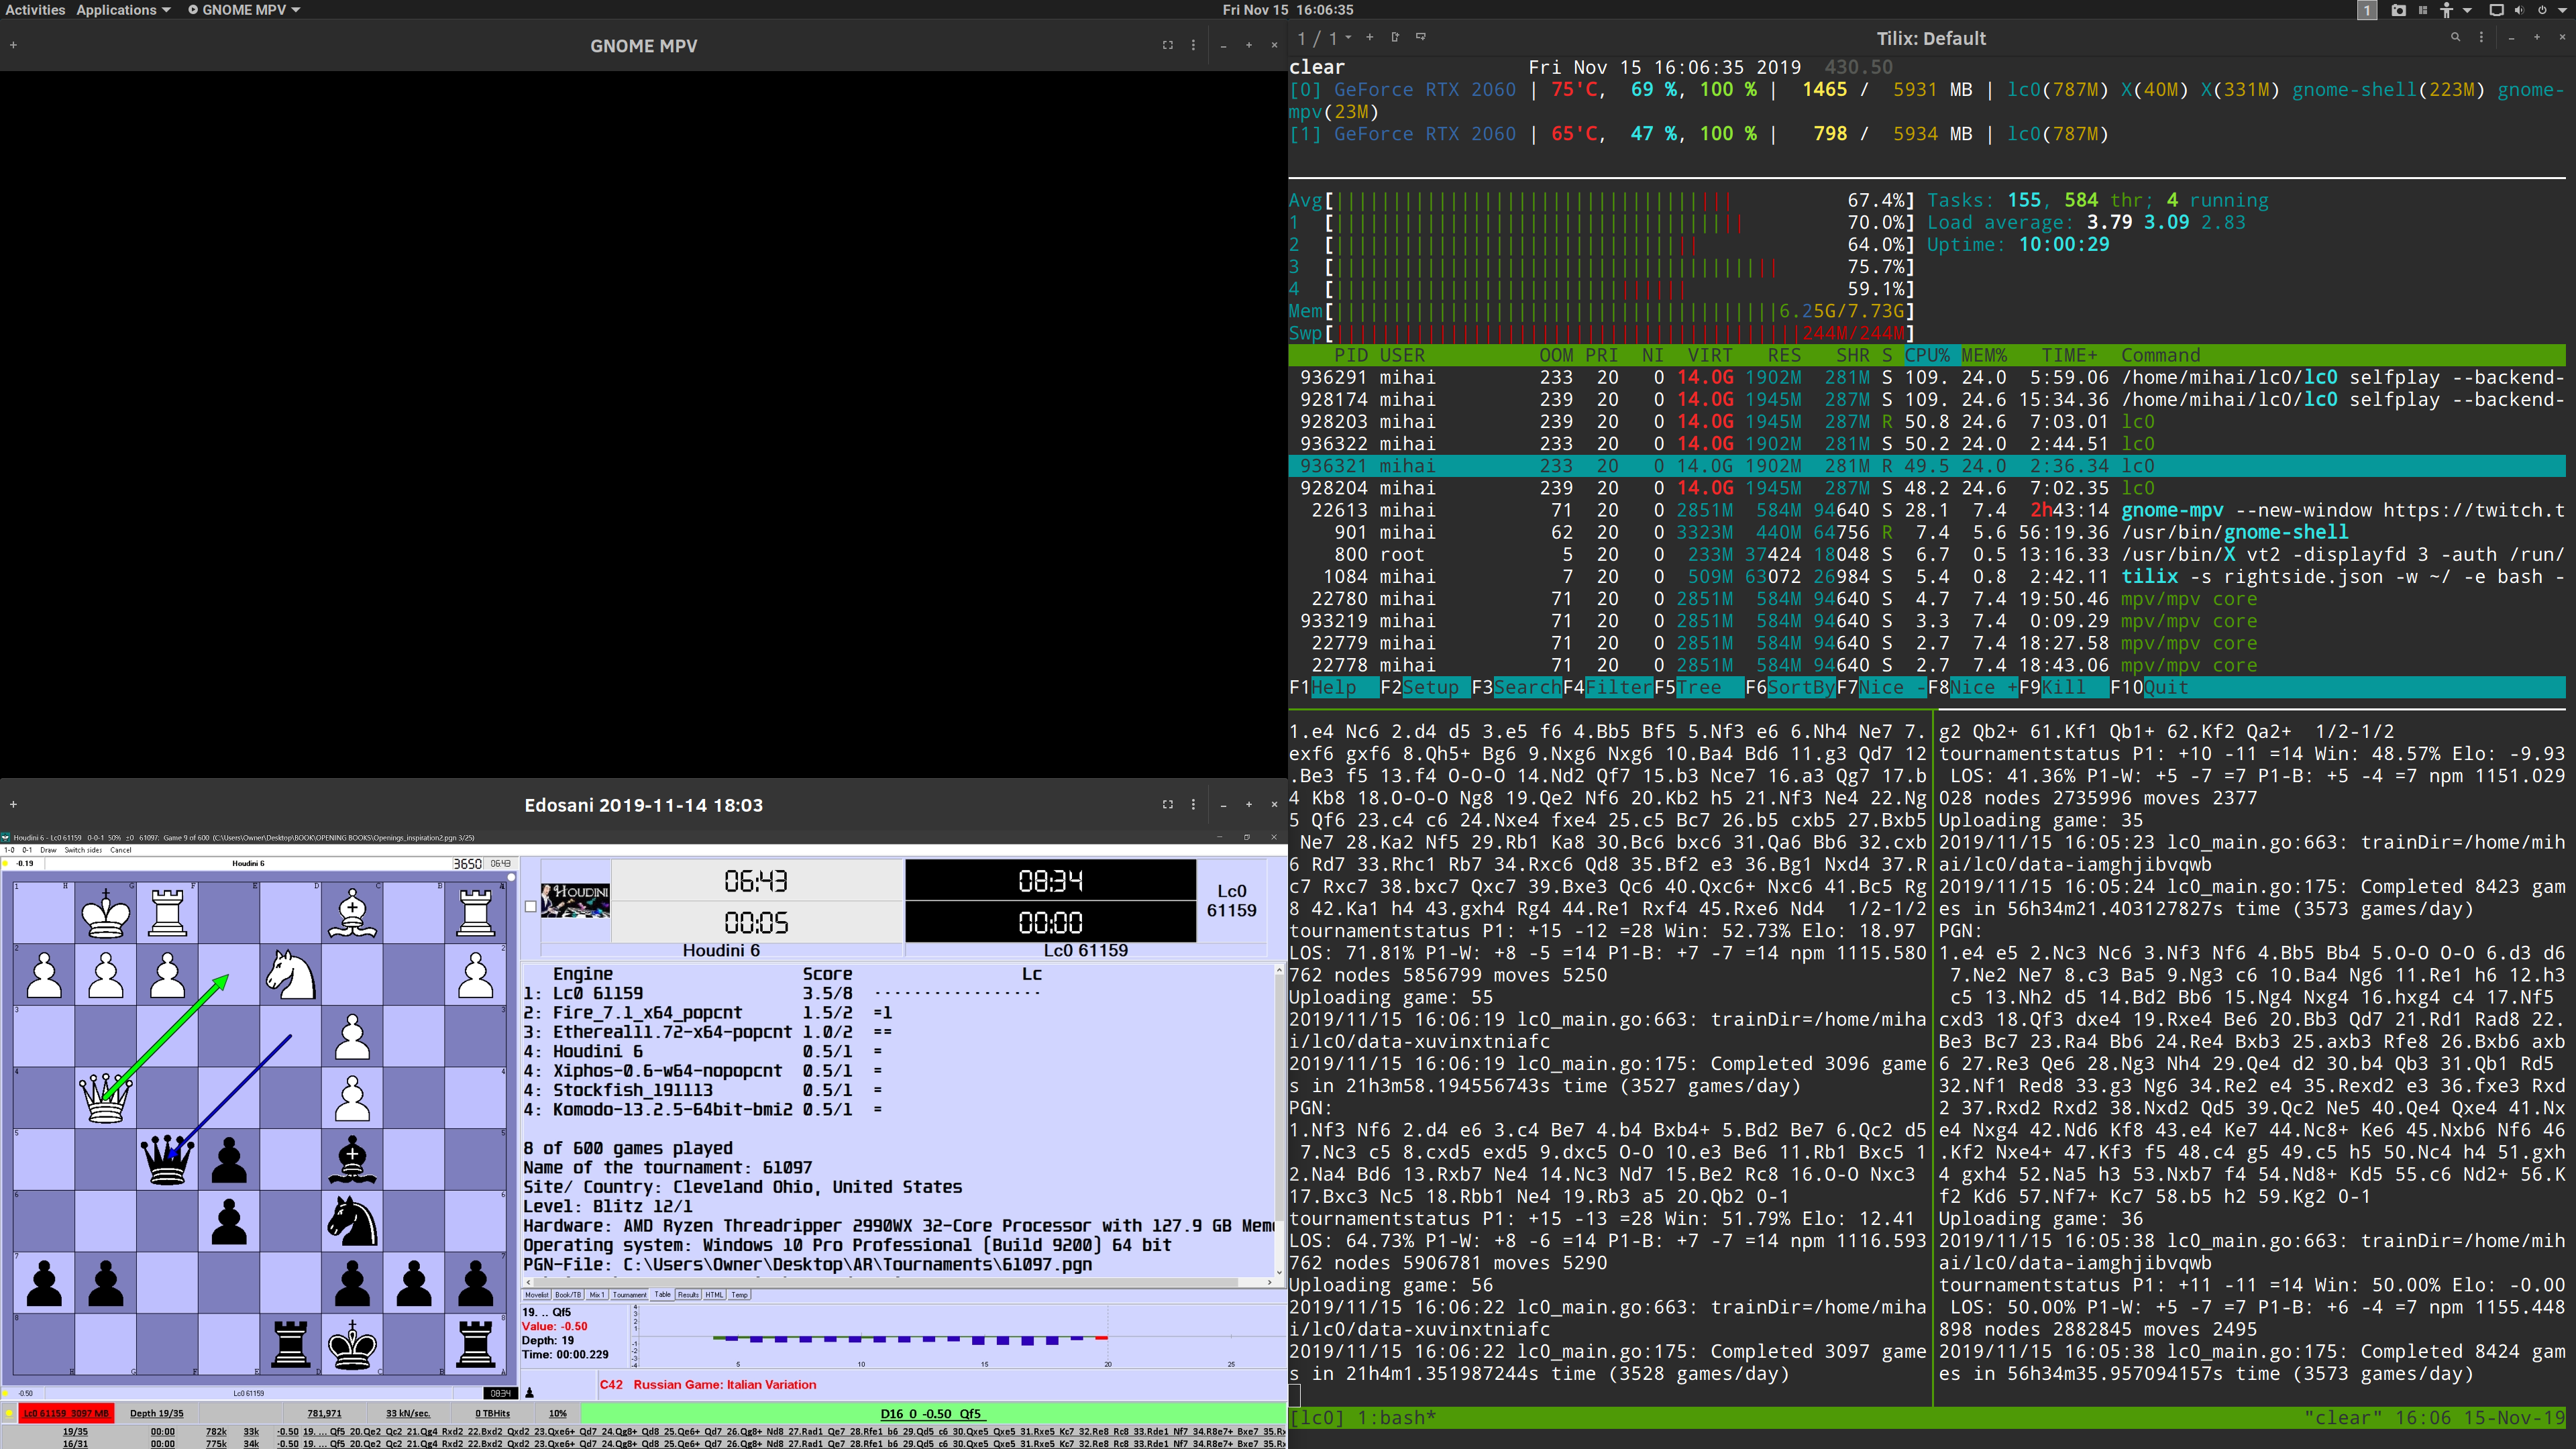 Activities Applications GNOME MPV Fri Nov 15 16:06:35 1
GNOME MPV
1 / 1 Tilix: Default
clear Fri Nov 15 16:06:35 2019 430.50
[0] GeForce RTX 2060 | 75'C, 69 %, 100 % | 1465 / 5931 MB | lc0(787M) X(40M) X(331M) gnome-shell(223M) gnome-
mpv(23M)
[1] GeForce RTX 2060 | 65'C, 47 %, 100 % | 798 / 5934 MB | lc0(787M)
Avg[ 67.4%] Tasks: 155, 584 thr; 4 running
1 [ 70.0%] Load average: 3.79 3.09 2.83
2 [ 64.0%] Uptime: 10:00:29
3 [ 75.7%]
4 [ 59.1%]
Mem[ 6.25G/7.73G]
Swp[ 244M/244M]
PID USER OOM PRI NI VIRT RES SHR S CPU% MEM% TIME+ Command
936291 mihai 233 20 0 14.0G 1902M 281M S 109. 24.0 5:59.06 /home/mihai/lc0/lc0 selfplay --backend-
928174 mihai 239 20 0 14.0G 1945M 287M S 109. 24.6 15:34.36 /home/mihai/lc0/lc0 selfplay --backend-
928203 mihai 239 20 0 14.0G 1945M 287M R 50.8 24.6 7:03.01 lc0
936322 mihai 233 20 0 14.0G 1902M 281M S 50.2 24.0 2:44.51 lc0
936321 mihai 233 20 0 14.0G 1902M 281M R 49.5 24.0 2:36.34 lc0
928204 mihai 239 20 0 14.0G 1945M 287M S 48.2 24.6 7:02.35 lc0
22613 mihai 71 20 0 2851M 584M 94640 S 28.1 7.4 2h43:14 gnome-mpv --new-window https://twitch.t
901 mihai 62 20 0 3323M 440M 64756 R 7.4 5.6 56:19.36 /usr/bin/gnome-shell
800 root 5 20 0 233M 37424 18048 S 6.7 0.5 13:16.33 /usr/bin/X vt2 -displayfd 3 -auth /run/
1084 mihai 7 20 0 509M 63072 26984 S 5.4 0.8 2:42.11 tilix -s rightside.json -w ~/ -e bash -
22780 mihai 71 20 0 2851M 584M 94640 S 4.7 7.4 19:50.46 mpv/mpv core
933219 mihai 71 20 0 2851M 584M 94640 S 3.3 7.4 0:09.29 mpv/mpv core
22779 mihai 71 20 0 2851M 584M 94640 S 2.7 7.4 18:27.58 mpv/mpv core
22778 mihai 71 20 0 2851M 584M 94640 S 2.7 7.4 18:43.06 mpv/mpv core
F1Help F2Setup F3SearchF4FilterF5Tree F6SortByF7Nice -F8Nice +F9Kill F10Quit
1.e4 Nc6 2.d4 d5 3.e5 f6 4.Bb5 Bf5 5.Nf3 e6 6.Nh4 Ne7 7.
exf6 gxf6 8.Qh5+ Bg6 9.Nxg6 Nxg6 10.Ba4 Bd6 11.g3 Qd7 12
.Be3 f5 13.f4 O-O-O 14.Nd2 Qf7 15.b3 Nce7 16.a3 Qg7 17.b
4 Kb8 18.O-O-O Ng8 19.Qe2 Nf6 20.Kb2 h5 21.Nf3 Ne4 22.Ng
5 Qf6 23.c4 c6 24.Nxe4 fxe4 25.c5 Bc7 26.b5 cxb5 27.Bxb5
Ne7 28.Ka2 Nf5 29.Rb1 Ka8 30.Bc6 bxc6 31.Qa6 Bb6 32.cxb
6 Rd7 33.Rhc1 Rb7 34.Rxc6 Qd8 35.Bf2 e3 36.Bg1 Nxd4 37.R
c7 Rxc7 38.bxc7 Qxc7 39.Bxe3 Qc6 40.Qxc6+ Nxc6 41.Bc5 Rg
8 42.Ka1 h4 43.gxh4 Rg4 44.Re1 Rxf4 45.Rxe6 Nd4 1/2-1/2
tournamentstatus P1: +15 -12 =28 Win: 52.73% Elo: 18.97
LOS: 71.81% P1-W: +8 -5 =14 P1-B: +7 -7 =14 npm 1115.580
762 nodes 5856799 moves 5250
Uploading game: 55
2019/11/15 16:06:19 lc0_main.go:663: trainDir=/home/miha
i/lc0/data-xuvinxtniafc
2019/11/15 16:06:19 lc0_main.go:175: Completed 3096 game
s in 21h3m58.194556743s time (3527 games/day)
PGN:
1.Nf3 Nf6 2.d4 e6 3.c4 Be7 4.b4 Bxb4+ 5.Bd2 Be7 6.Qc2 d5
7.Nc3 c5 8.cxd5 exd5 9.dxc5 O-O 10.e3 Be6 11.Rb1 Bxc5 1
2.Na4 Bd6 13.Rxb7 Ne4 14.Nc3 Nd7 15.Be2 Rc8 16.O-O Nxc3
17.Bxc3 Nc5 18.Rbb1 Ne4 19.Rb3 a5 20.Qb2 0-1
tournamentstatus P1: +15 -13 =28 Win: 51.79% Elo: 12.41
LOS: 64.73% P1-W: +8 -6 =14 P1-B: +7 -7 =14 npm 1116.593
762 nodes 5906781 moves 5290
Uploading game: 56
2019/11/15 16:06:22 lc0_main.go:663: trainDir=/home/miha
i/lc0/data-xuvinxtniafc
2019/11/15 16:06:22 lc0_main.go:175: Completed 3097 game
s in 21h4m1.351987244s time (3528 games/day)
g2 Qb2+ 61.Kf1 Qb1+ 62.Kf2 Qa2+ 1/2-1/2
tournamentstatus P1: +10 -11 =14 Win: 48.57% Elo: -9.93
LOS: 41.36% P1-W: +5 -7 =7 P1-B: +5 -4 =7 npm 1151.029
028 nodes 2735996 moves 2377
Uploading game: 35
2019/11/15 16:05:23 lc0_main.go:663: trainDir=/home/mih
ai/lc0/data-iamghjibvqwb
2019/11/15 16:05:24 lc0_main.go:175: Completed 8423 gam
es in 56h34m21.403127827s time (3573 games/day)
PGN:
1.e4 e5 2.Nc3 Nc6 3.Nf3 Nf6 4.Bb5 Bb4 5.O-O O-O 6.d3 d6
7.Ne2 Ne7 8.c3 Ba5 9.Ng3 c6 10.Ba4 Ng6 11.Re1 h6 12.h3
c5 13.Nh2 d5 14.Bd2 Bb6 15.Ng4 Nxg4 16.hxg4 c4 17.Nf5
cxd3 18.Qf3 dxe4 19.Rxe4 Be6 20.Bb3 Qd7 21.Rd1 Rad8 22.
Be3 Bc7 23.Ra4 Bb6 24.Re4 Bxb3 25.axb3 Rfe8 26.Bxb6 axb
6 27.Re3 Qe6 28.Ng3 Nh4 29.Qe4 d2 30.b4 Qb3 31.Qb1 Rd5
32.Nf1 Red8 33.g3 Ng6 34.Re2 e4 35.Rexd2 e3 36.fxe3 Rxd
2 37.Rxd2 Rxd2 38.Nxd2 Qd5 39.Qc2 Ne5 40.Qe4 Qxe4 41.Nx
e4 Nxg4 42.Nd6 Kf8 43.e4 Ke7 44.Nc8+ Ke6 45.Nxb6 Nf6 46
.Kf2 Nxe4+ 47.Kf3 f5 48.c4 g5 49.c5 h5 50.Nc4 h4 51.gxh
4 gxh4 52.Na5 h3 53.Nxb7 f4 54.Nd8+ Kd5 55.c6 Nd2+ 56.K
f2 Kd6 57.Nf7+ Kc7 58.b5 h2 59.Kg2 0-1
Uploading game: 36
2019/11/15 16:05:38 lc0_main.go:663: trainDir=/home/mih
ai/lc0/data-iamghjibvqwb
tournamentstatus P1: +11 -11 =14 Win: 50.00% Elo: -0.00
LOS: 50.00% P1-W: +5 -7 =7 P1-B: +6 -4 =7 npm 1155.448
898 nodes 2882845 moves 2495
2019/11/15 16:05:38 lc0_main.go:175: Completed 8424 gam
es in 56h34m35.957094157s time (3573 games/day)
[lc0] 1:bash* "clear" 16:06 15-Nov-19
Edosani 2019-11-14 18:03
Houdini 6 - Lc0 61159 0-0-1 50% ±0 61097: Game 9 of 600 (C:\Users\Owner\Desktop\BOOK\OPENING BOOKS\Openings_inspiration2.pgn 3/25)
1-0 0-1 Draw Switch sides Cancel
-0.19 Houdini 6 3650 06:43
HOUDINI 06:43 08:34 Lc0
00:05 00:00 61159
Houdini 6 Lc0 61159
Engine Score Lc
1: Lc0 61159 3.5/8 - - - - - - - - - - - - - - - - -
2: Fire_7.1_x64_popcnt 1.5/2 =1
3: Ethereal11.72-x64-popcnt 1.0/2 ==
4: Houdini 6 0.5/1 =
4: Xiphos-0.6-w64-nopopcnt 0.5/1 =
4: Stockfish_191113 0.5/1 =
4: Komodo-13.2.5-64bit-bmi2 0.5/1 =
8 of 600 games played
Name of the tournament: 61097
Site/ Country: Cleveland Ohio, United States
Level: Blitz 12/1
Hardware: AMD Ryzen Threadripper 2990WX 32-Core Processor with 127.9 GB Mem
Operating system: Windows 10 Pro Professional (Build 9200) 64 bit
PGN-File: C:\Users\Owner\Desktop\AR\Tournaments\61097.pgn
Movelist Book/TB Mix 1 Tournament Table Results HTML Temp
19. .. Qf5
Value: -0.50
Depth: 19
Time: 00:00.229
5 10 15 20 25
C42 Russian Game: Italian Variation
-0.50 Lc0 61159 08:34
Lc0 61159 3097 MB Depth 19/35 781,971 33 kN/sec. 0 TBHits 10% D16 0 -0.50 Qf5
19/35 00:00 782k 33k -0.50 19. ... Qf5 20.Qe2 Qc2 21.Qg4 Rxd2 22.Bxd2 Qxd2 23.Qxe6+ Qd7 24.Qg8+ Qd8 25.Qe6+ Qd7 26.Qg8+ Nd8 27.Rad1 Qe7 28.Rfe1 b6 29.Qd5 c6 30.Qxe5 Qxe5 31.Rxe5 Kc7 32.Re8 Rc8 33.Rde1 Nf7 34.R8e7+ Bxe7 35.Rx
16/31 00:00 775k 34k -0.50 19. ... Qf5 20.Qe2 Qc2 21.Qg4 Rxd2 22.Bxd2 Qxd2 23.Qxe6+ Qd7 24.Qg8+ Qd8 25.Qe6+ Qd7 26.Qg8+ Nd8 27.Rad1 Qe7 28.Rfe1 b6 29.Qd5 c6 30.Qxe5 Qxe5 31.Rxe5 Kc7 32.Re8 Rc8 33.Rde1 Nf7 34.R8e7+ Bxe7 35.Rx